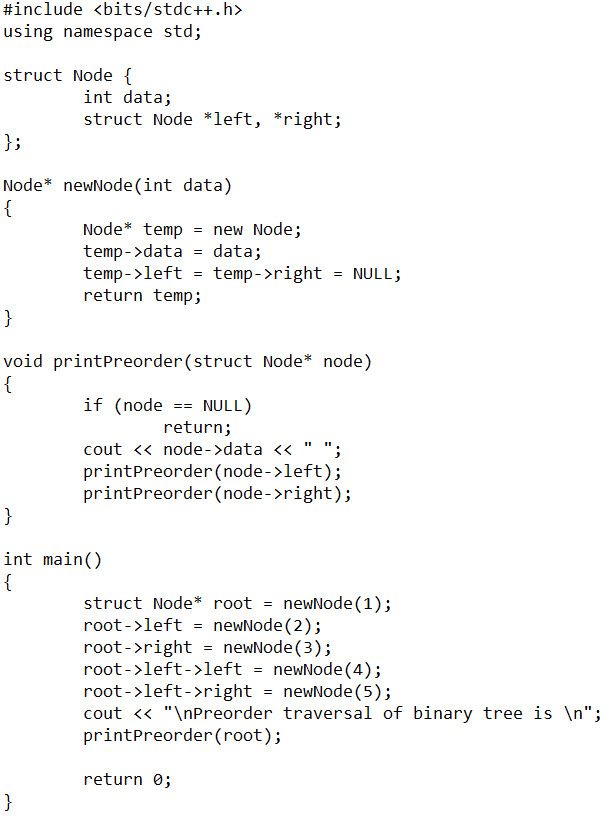 #include <bits/stdc++.h>
using namespace std;

struct Node {
        int data;
        struct Node *left, *right;
};

Node* newNode(int data)
{
        Node* temp = new Node;
        temp->data = data;
        temp->left = temp->right = NULL;
        return temp;
}

void printPreorder(struct Node* node)
{
        if (node == NULL)
                return;
        cout << node->data << " ";
        printPreorder(node->left);
        printPreorder(node->right);
}

int main()
{
        struct Node* root = newNode(1);
        root->left = newNode(2);
        root->right = newNode(3);
        root->left->left = newNode(4);
        root->left->right = newNode(5);
        cout << "\nPreorder traversal of binary tree is \n";
        printPreorder(root);

        return 0;
}